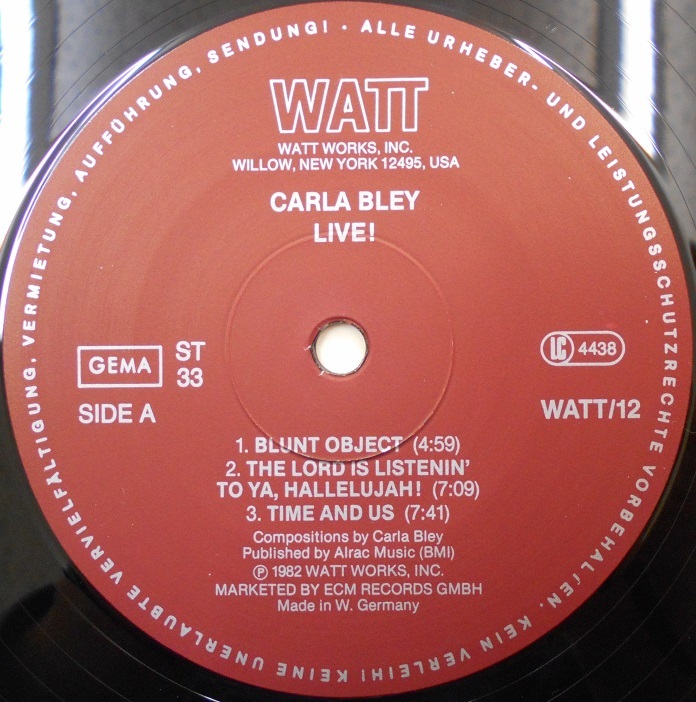 ALLE URHEBER- UND LEISTUNGSSCHUTZRECHTE VORBEHALTEN. KEIN VERLEIH! KEINE UNERLAUBTE VERVIELFÄLTIGUNG, VERMIETUNG, AUFFÜHRUNG, SENDUNG! ·
WATT
WATT WORKS, INC.
WILLOW, NEW YORK 12495, USA
CARLA BLEY
LIVE!
GEMA
ST
33
LC 4438
SIDE A
WATT/12
1. BLUNT OBJECT (4:59)
2. THE LORD IS LISTENIN'
TO YA, HALLELUJAH! (7:09)
3. TIME AND US (7:41)
Compositions by Carla Bley
Published by Alrac Music (BMI)
℗ 1982 WATT WORKS, INC.
MARKETED BY ECM RECORDS GMBH
Made in W. Germany